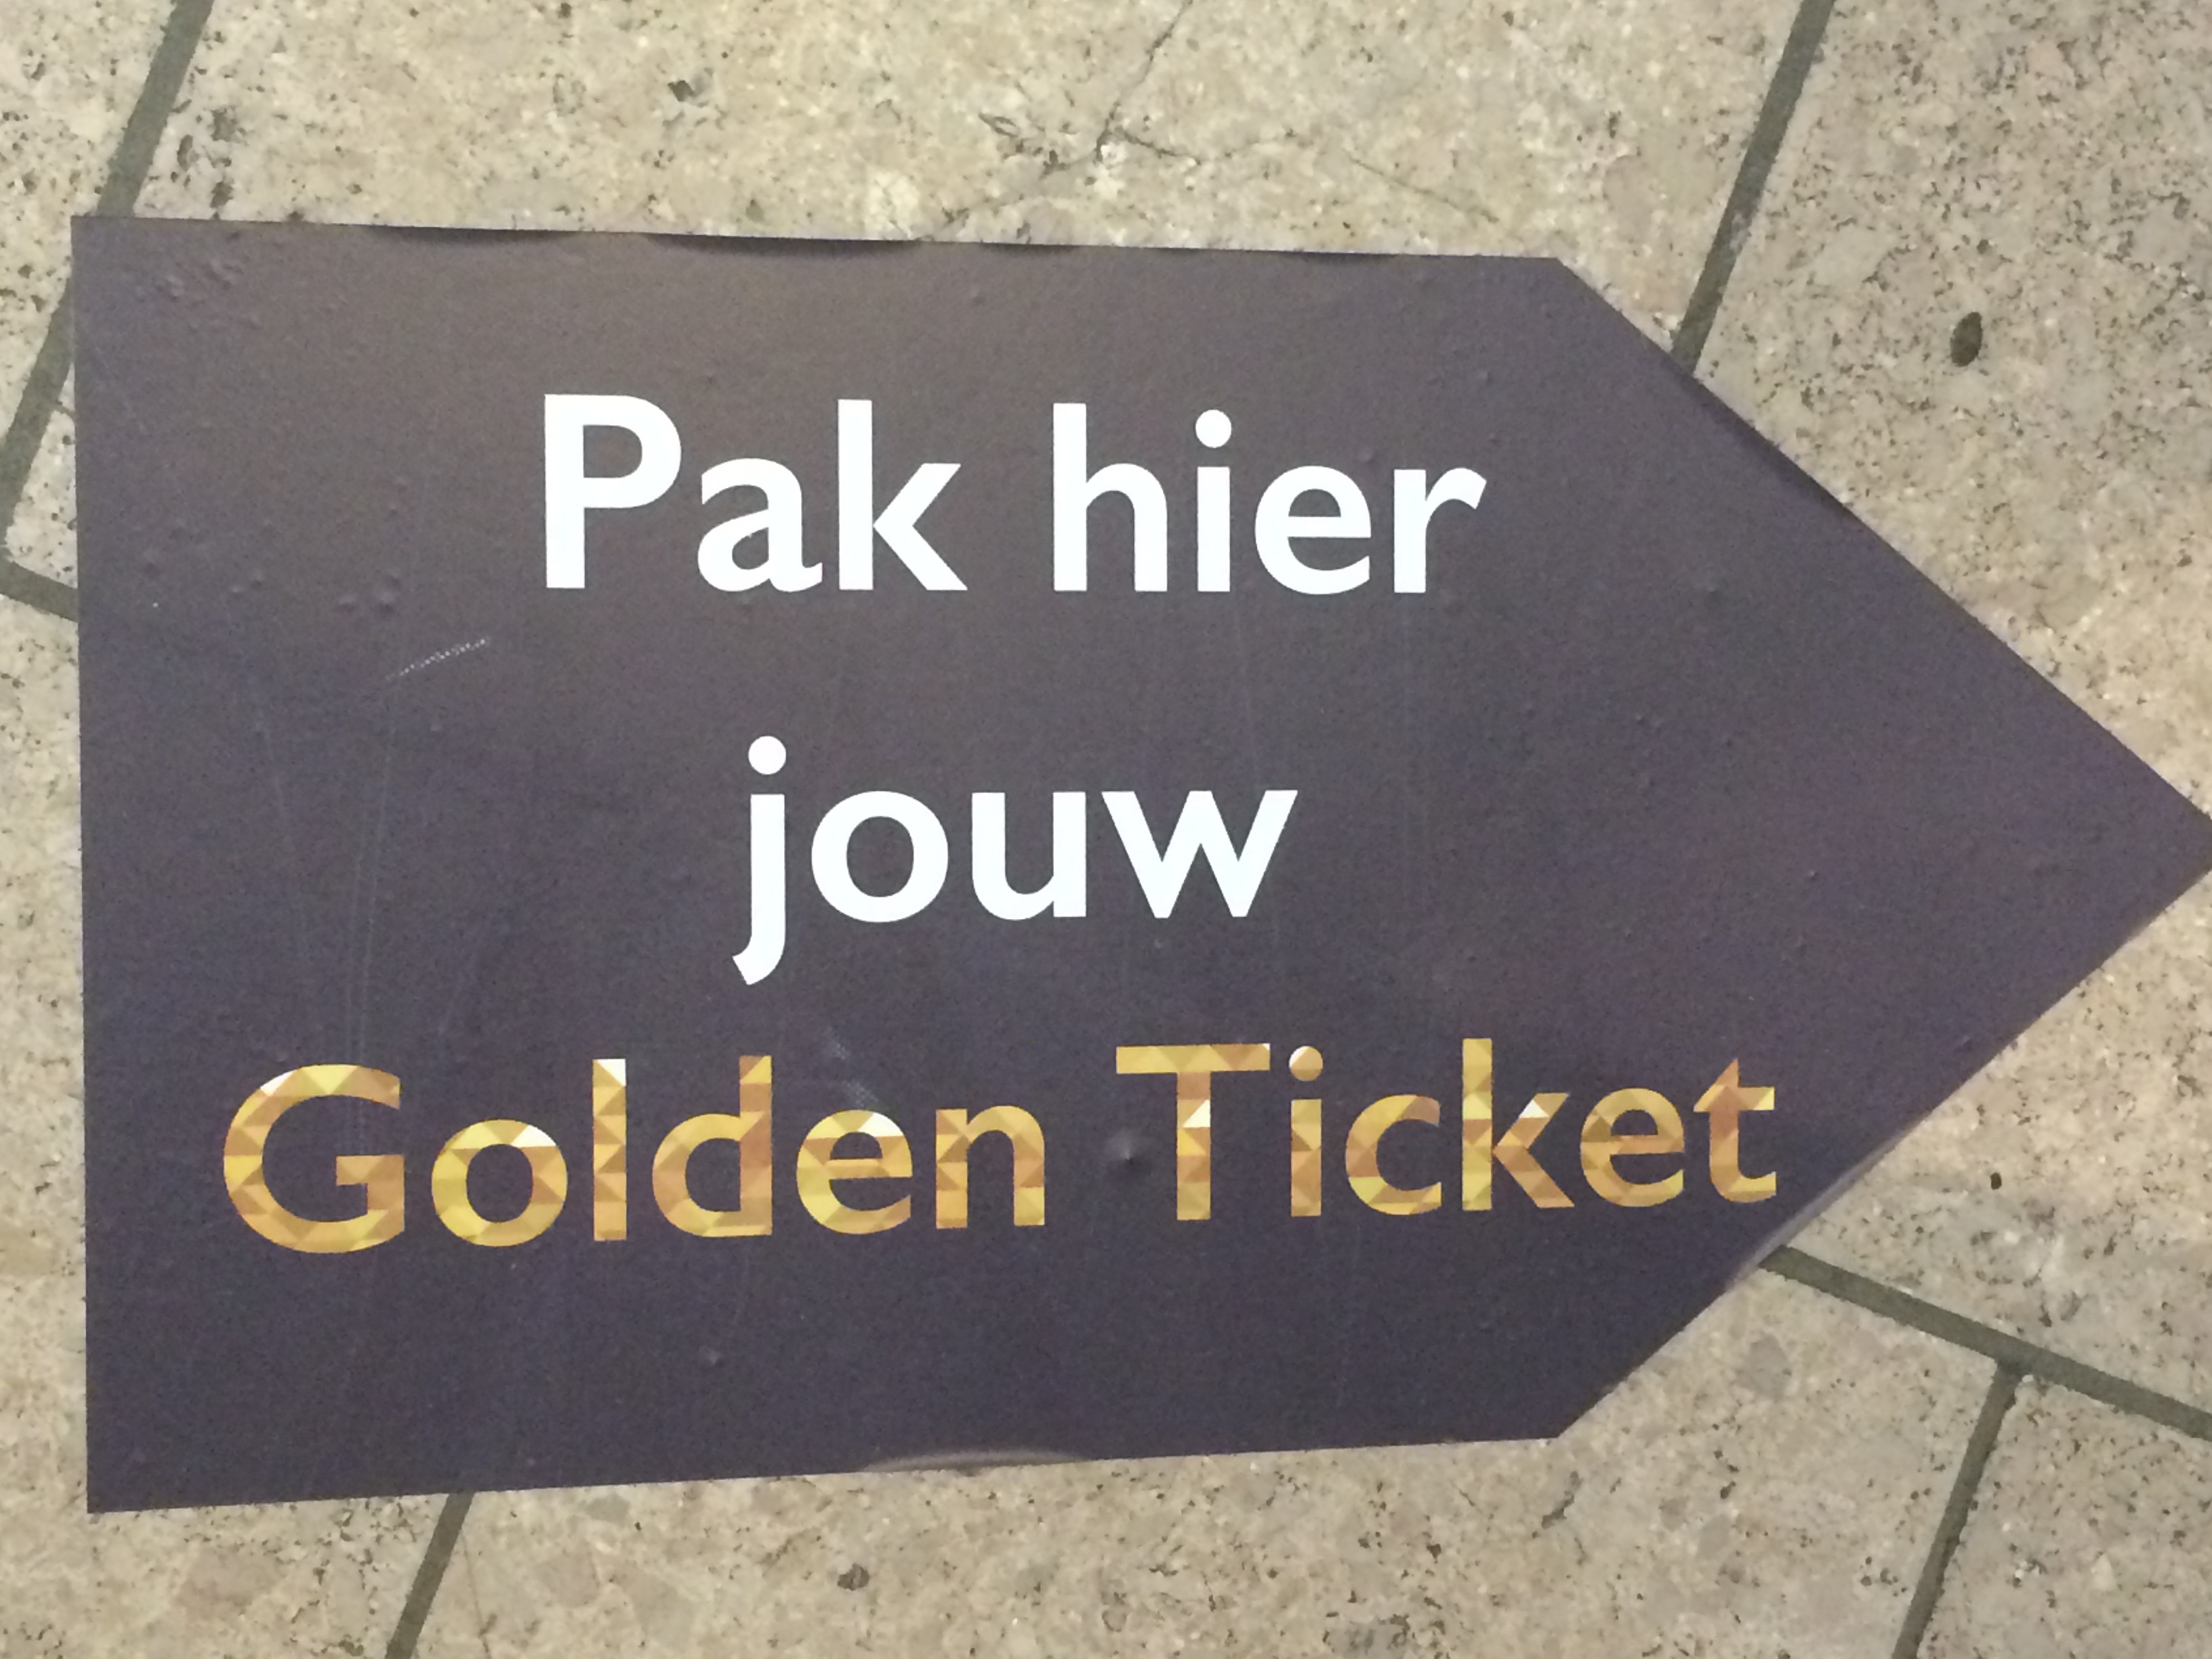 Pak hier
jouw
Golden Ticket